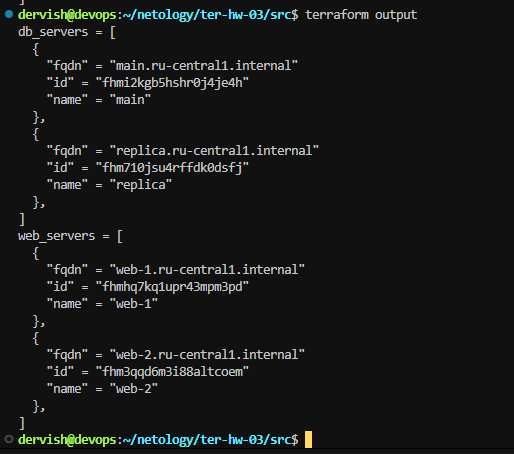 ]
dervish@devops:~/netology/ter-hw-03/src$ terraform output
db_servers = [
  {
    "fqdn" = "main.ru-central1.internal"
    "id" = "fhmi2kgb5hshr0j4je4h"
    "name" = "main"
  },
  {
    "fqdn" = "replica.ru-central1.internal"
    "id" = "fhm710jsu4rffdk0dsfj"
    "name" = "replica"
  },
]
web_servers = [
  {
    "fqdn" = "web-1.ru-central1.internal"
    "id" = "fhmhq7kq1upr43mpm3pd"
    "name" = "web-1"
  },
  {
    "fqdn" = "web-2.ru-central1.internal"
    "id" = "fhm3qqd6m3i88altcoem"
    "name" = "web-2"
  },
]
dervish@devops:~/netology/ter-hw-03/src$